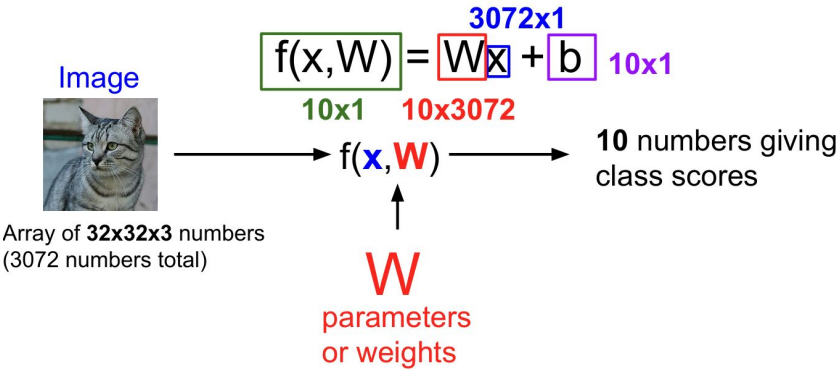 3072x1
f(x,W) = Wx + b 10x1
10x1 10x3072
Image
f(x,W)
10 numbers giving
class scores
Array of 32x32x3 numbers
(3072 numbers total)
W
parameters
or weights